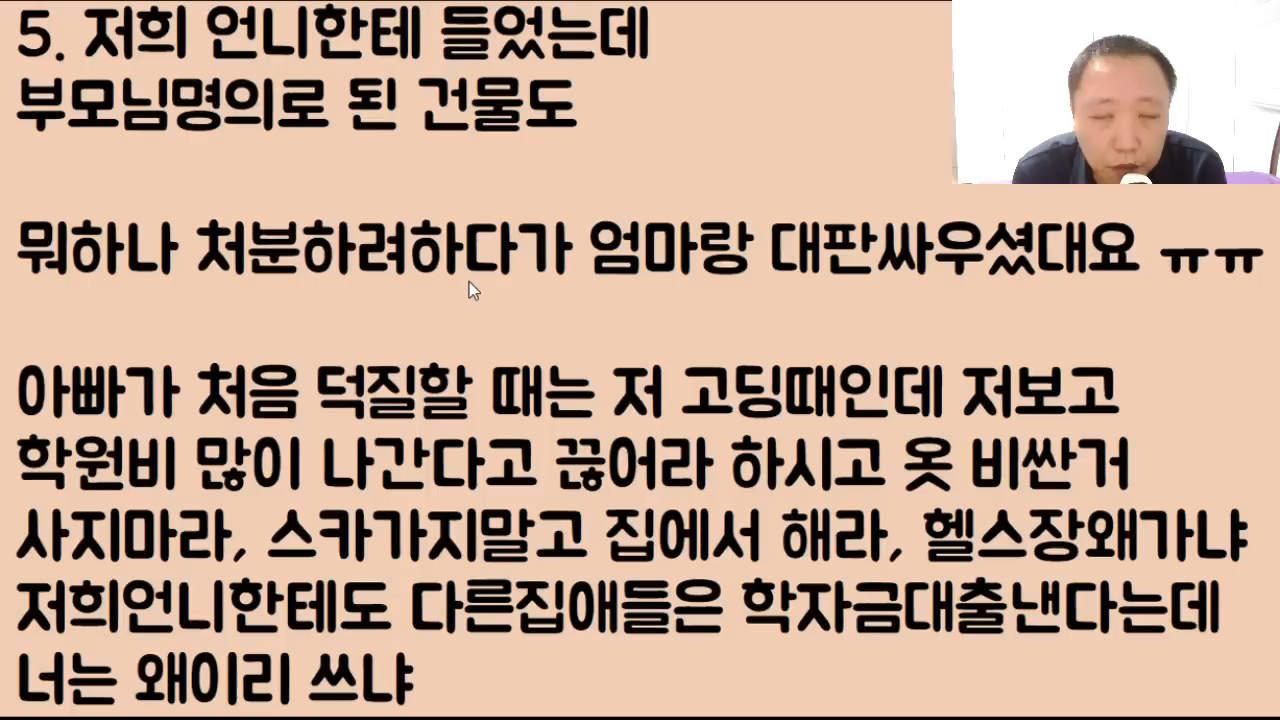 5. 저희 언니한테 들었는데
부모님명의로 된 건물도
뭐하나 처분하려하다가 엄마랑 대판싸우셨대요 ㅠㅠ
아빠가 처음 덕질할 때는 저 고딩때인데 저보고
학원비 많이 나간다고 끊어라 하시고 옷 비싼거
사지마라, 스카가지말고 집에서 해라, 헬스장왜가냐
저희언니한테도 다른집애들은 학자금대출낸다는데
너는 왜이리 쓰냐